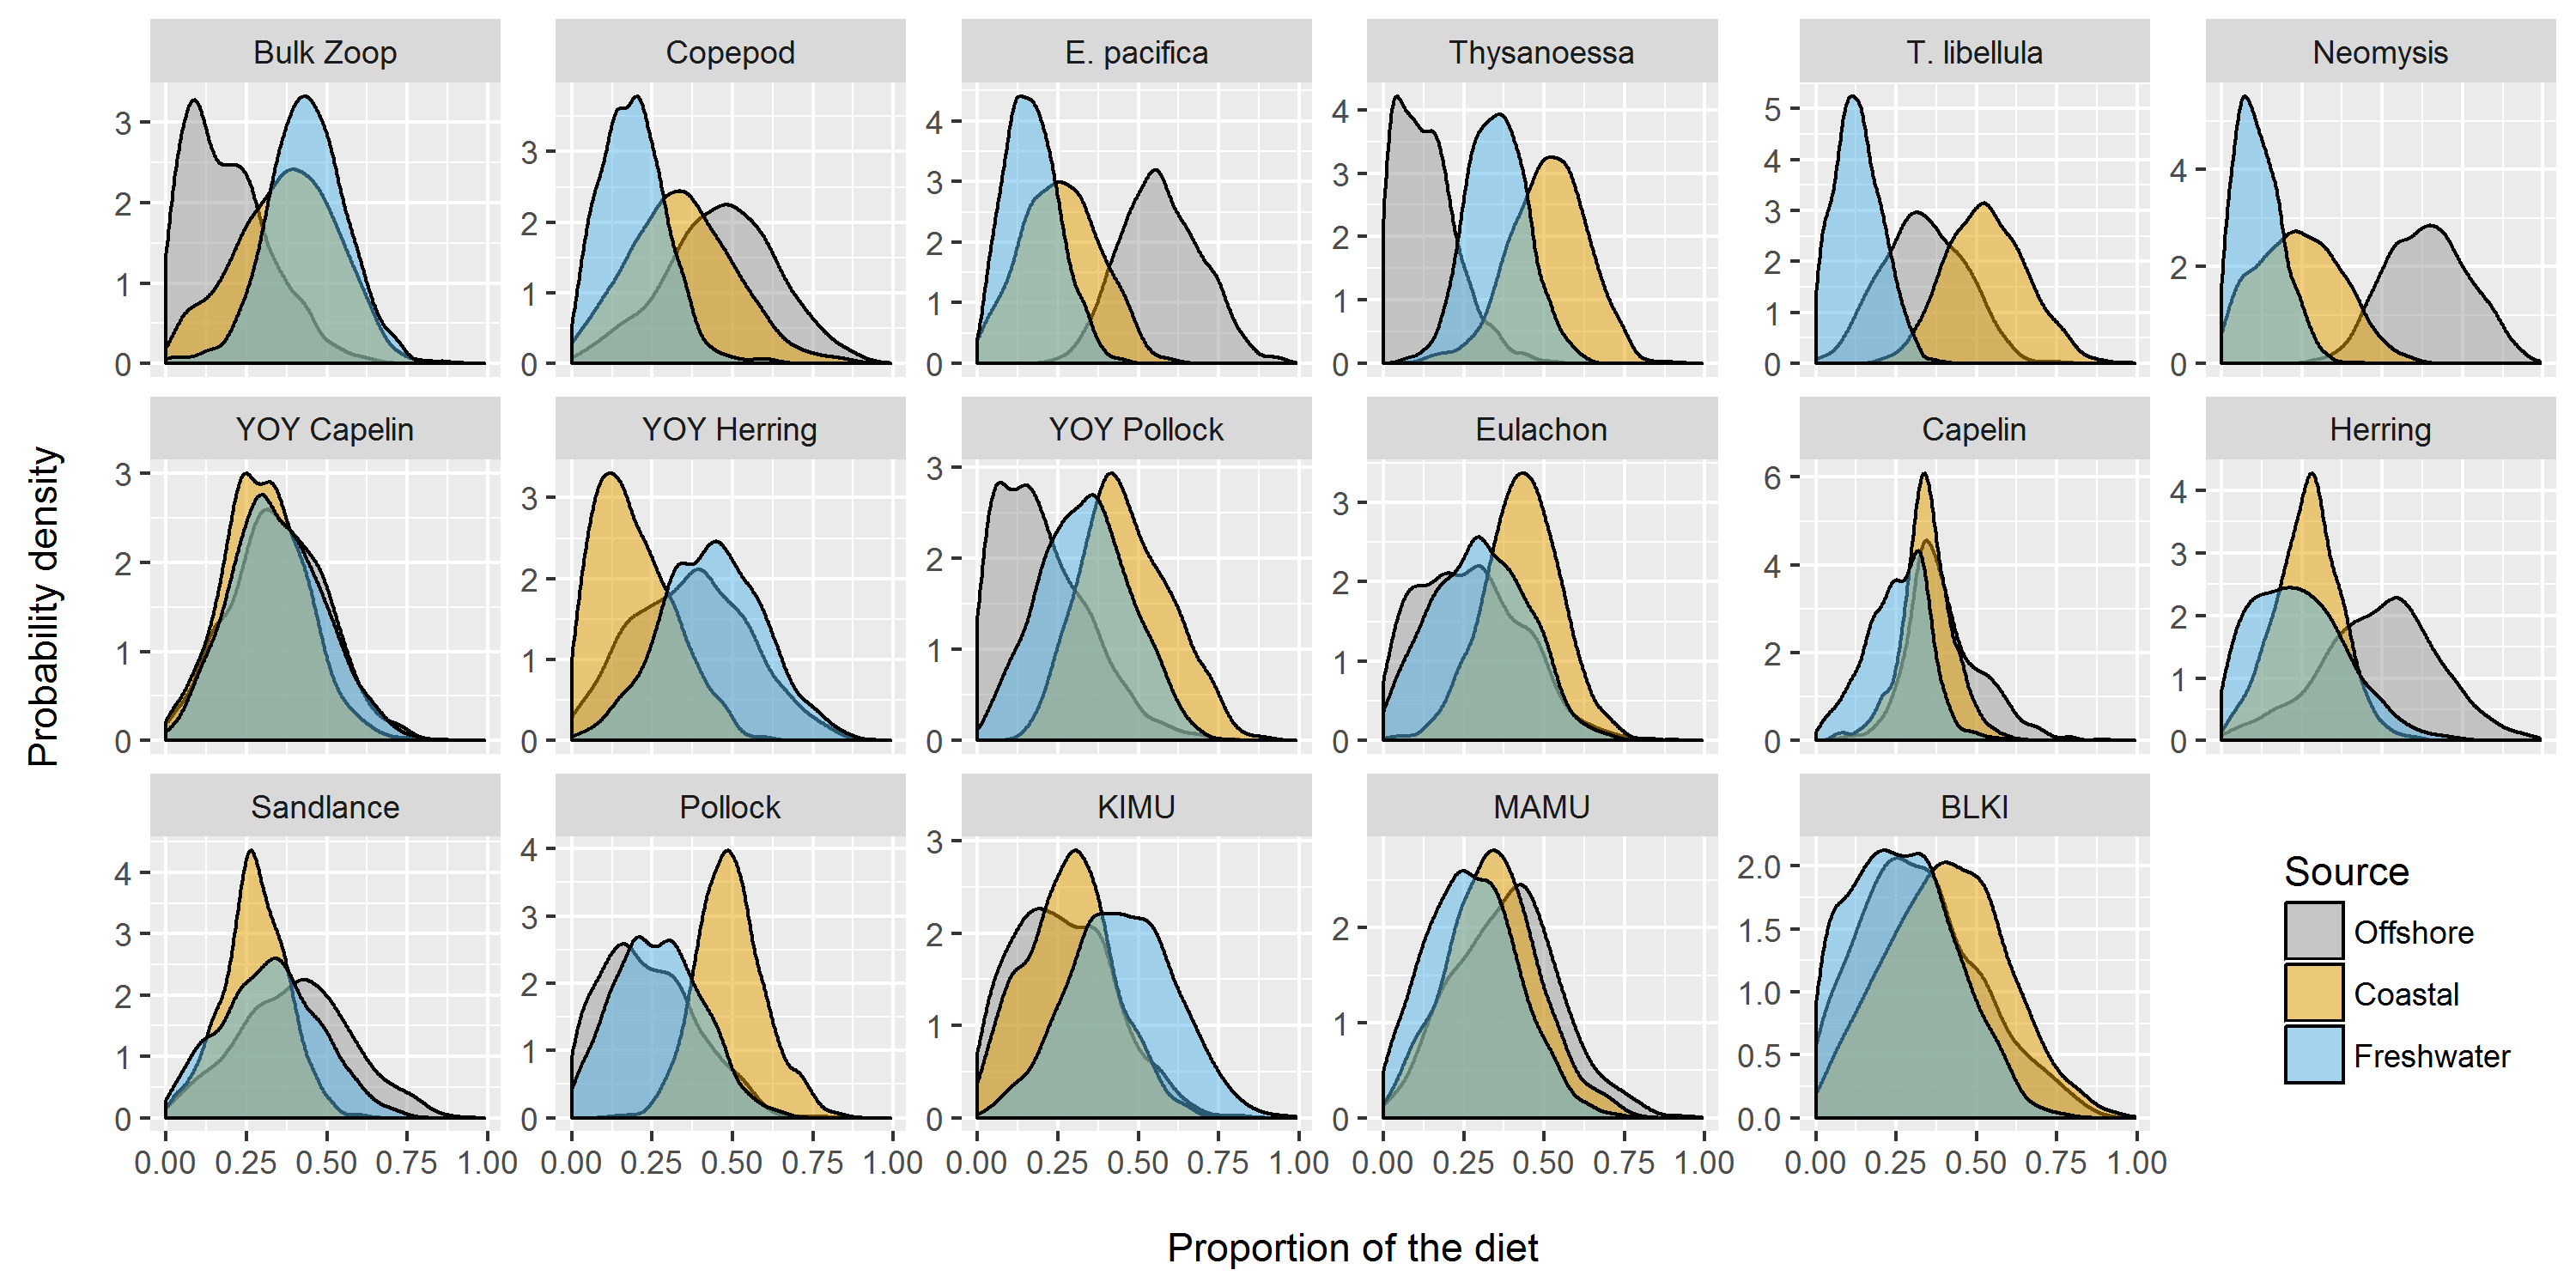 Bulk Zoop Copepod E. pacifica Thysanoessa T. libellula Neomysis
3 2 1 0
3 2 1 0
4 3 2 1 0
4 3 2 1 0
5 4 3 2 1 0
4 2 0
YOY Capelin YOY Herring YOY Pollock Eulachon Capelin Herring
3 2 1 0
3 2 1 0
3 2 1 0
3 2 1 0
6 4 2 0
4 3 2 1 0
Probability density
Sandlance Pollock KIMU MAMU BLKI
4 3 2 1 0
4 3 2 1 0
3 2 1 0
2 1 0
2.0 1.5 1.0 0.5 0.0
0.00 0.25 0.50 0.75 1.00
0.00 0.25 0.50 0.75 1.00
0.00 0.25 0.50 0.75 1.00
0.00 0.25 0.50 0.75 1.00
0.00 0.25 0.50 0.75 1.00
Source
Offshore
Coastal
Freshwater
Proportion of the diet